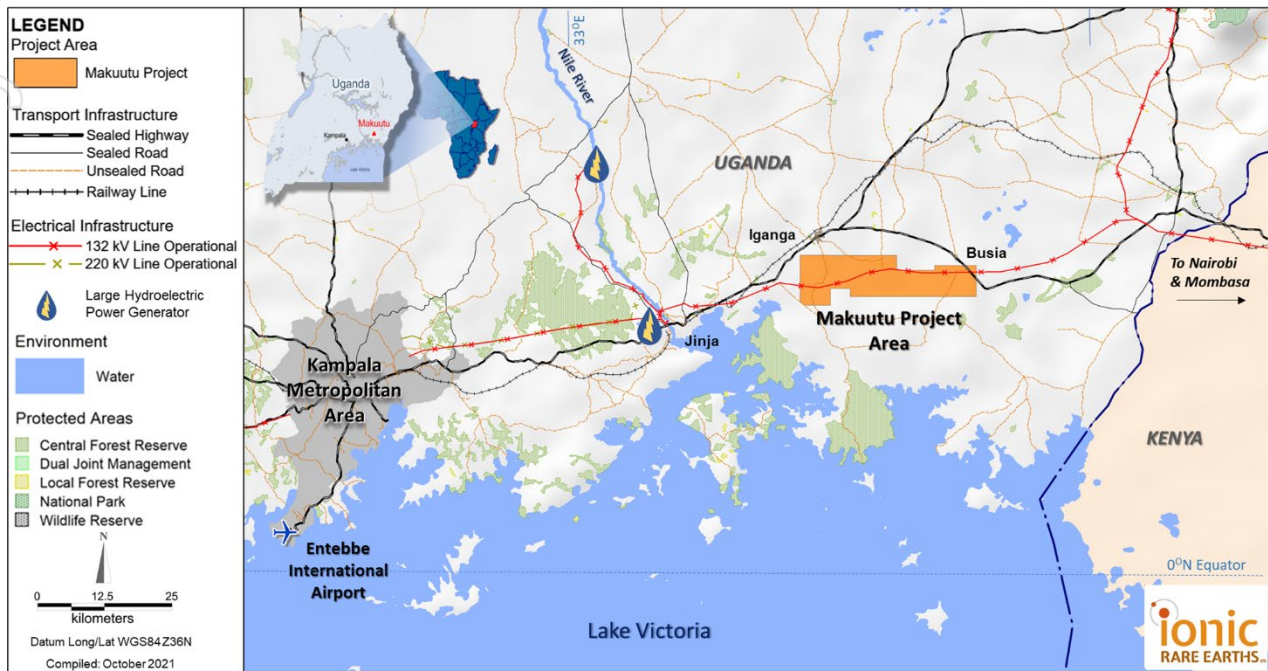 LEGEND
Project Area
Makuutu Project
Transport Infrastructure
Sealed Highway
Sealed Road
Unsealed Road
Railway Line
Electrical Infrastructure
132 kV Line Operational
220 kV Line Operational
Large Hydroelectric
Power Generator
Environment
Water
Protected Areas
Central Forest Reserve
Dual Joint Management
Local Forest Reserve
National Park
Wildlife Reserve
N
0 12.5 25
kilometers
Datum Long/Lat WGS84Z36N
Compiled: October 2021
Uganda
Makuutu
Kampala
Lake Victoria
33°E
Nile River
UGANDA
Iganga
Busia
To Nairobi
& Mombasa
Makuutu Project
Area
Jinja
Kampala
Metropolitan
Area
KENYA
Entebbe
International
Airport
0°N Equator
Lake Victoria
ionic
RARE EARTHS